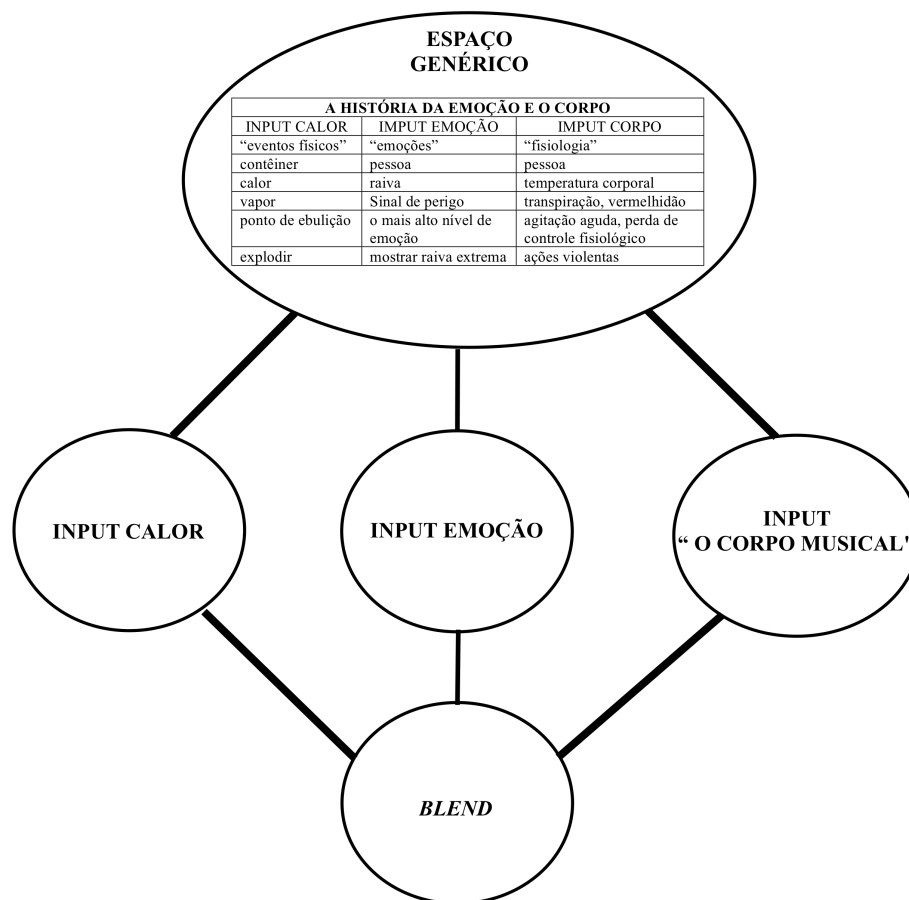 ESPAÇO
GENÉRICO
A HISTÓRIA DA EMOÇÃO E O CORPO
INPUT CALOR IMPUT EMOÇÃO IMPUT CORPO
“eventos físicos” “emoções” “fisiologia”
contêiner pessoa pessoa
calor raiva temperatura corporal
vapor Sinal de perigo transpiração, vermelhidão
ponto de ebulição o mais alto nível de agitação aguda, perda de
emoção controle fisiológico
explodir mostrar raiva extrema ações violentas
INPUT CALOR
INPUT EMOÇÃO
INPUT
“ O CORPO MUSICAL"
BLEND